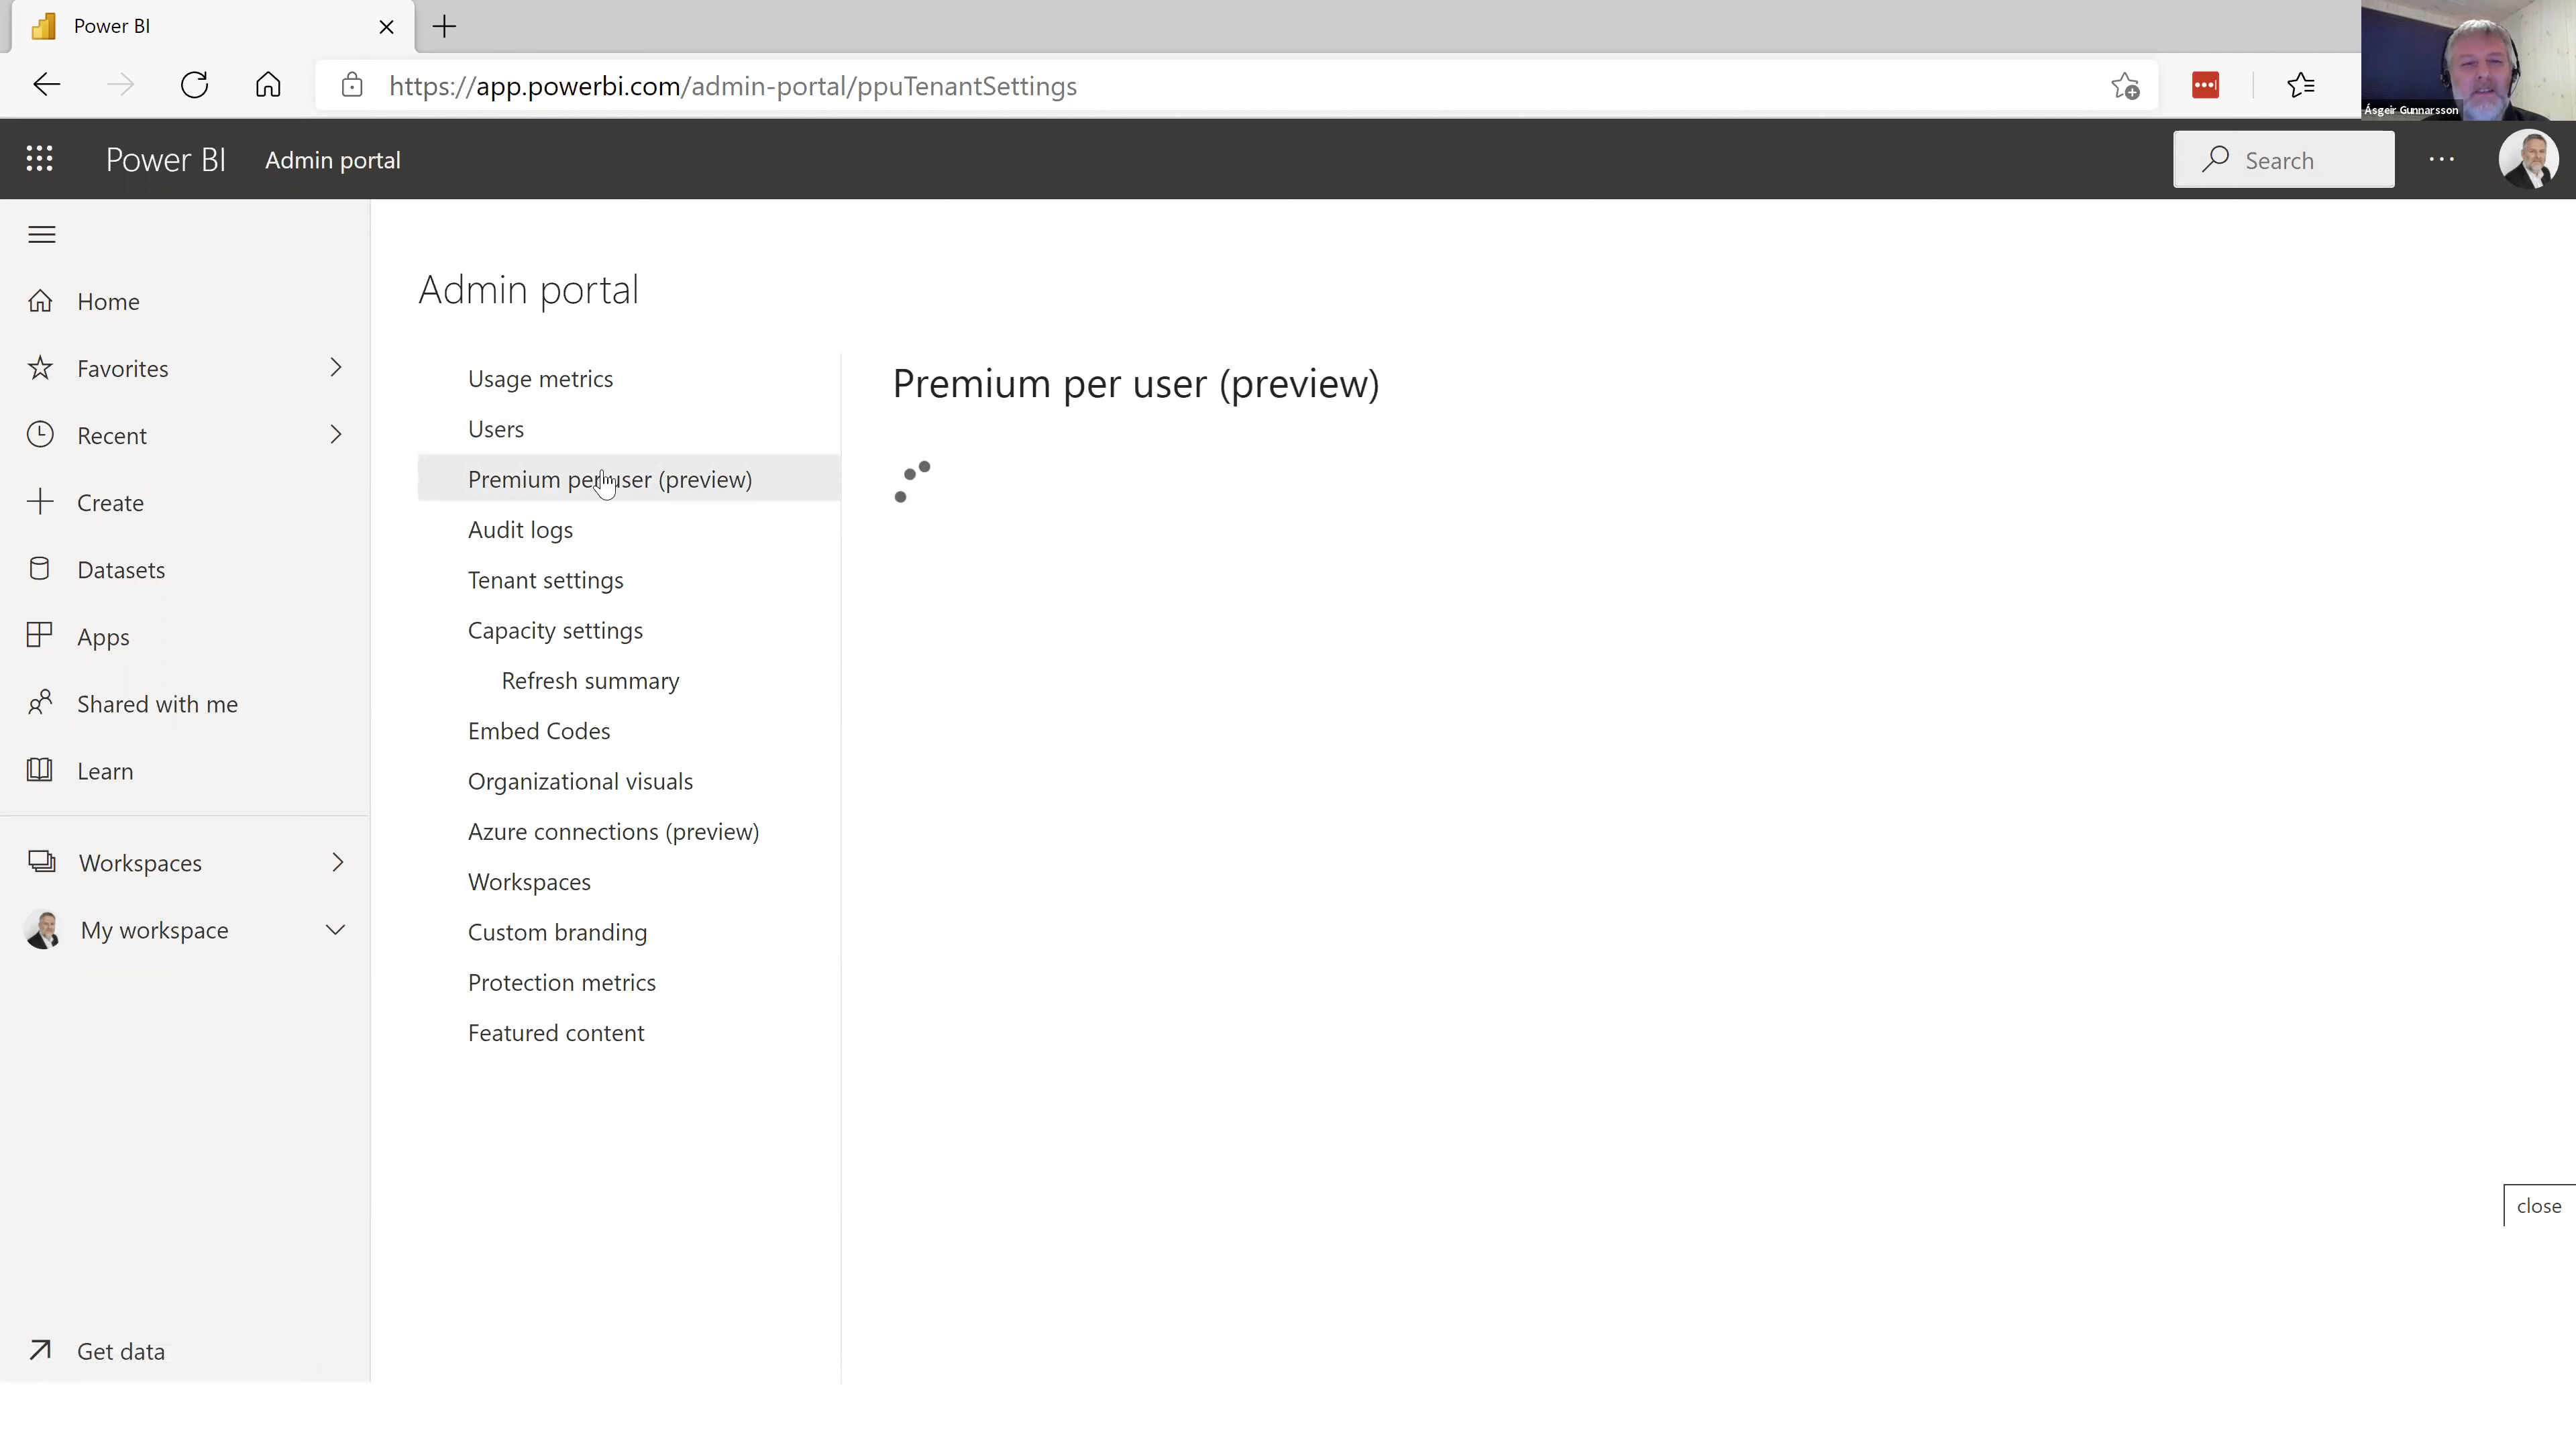 Power BI
https://app.powerbi.com/admin-portal/ppuTenantSettings
Ásgeir Gunnarsson
Power BI Admin portal Search
Home
Favorites
Recent
Create
Datasets
Apps
Shared with me
Learn
Workspaces
My workspace
Get data
Admin portal
Usage metrics
Users
Premium per user (preview)
Audit logs
Tenant settings
Capacity settings
Refresh summary
Embed Codes
Organizational visuals
Azure connections (preview)
Workspaces
Custom branding
Protection metrics
Featured content
Premium per user (preview)
close